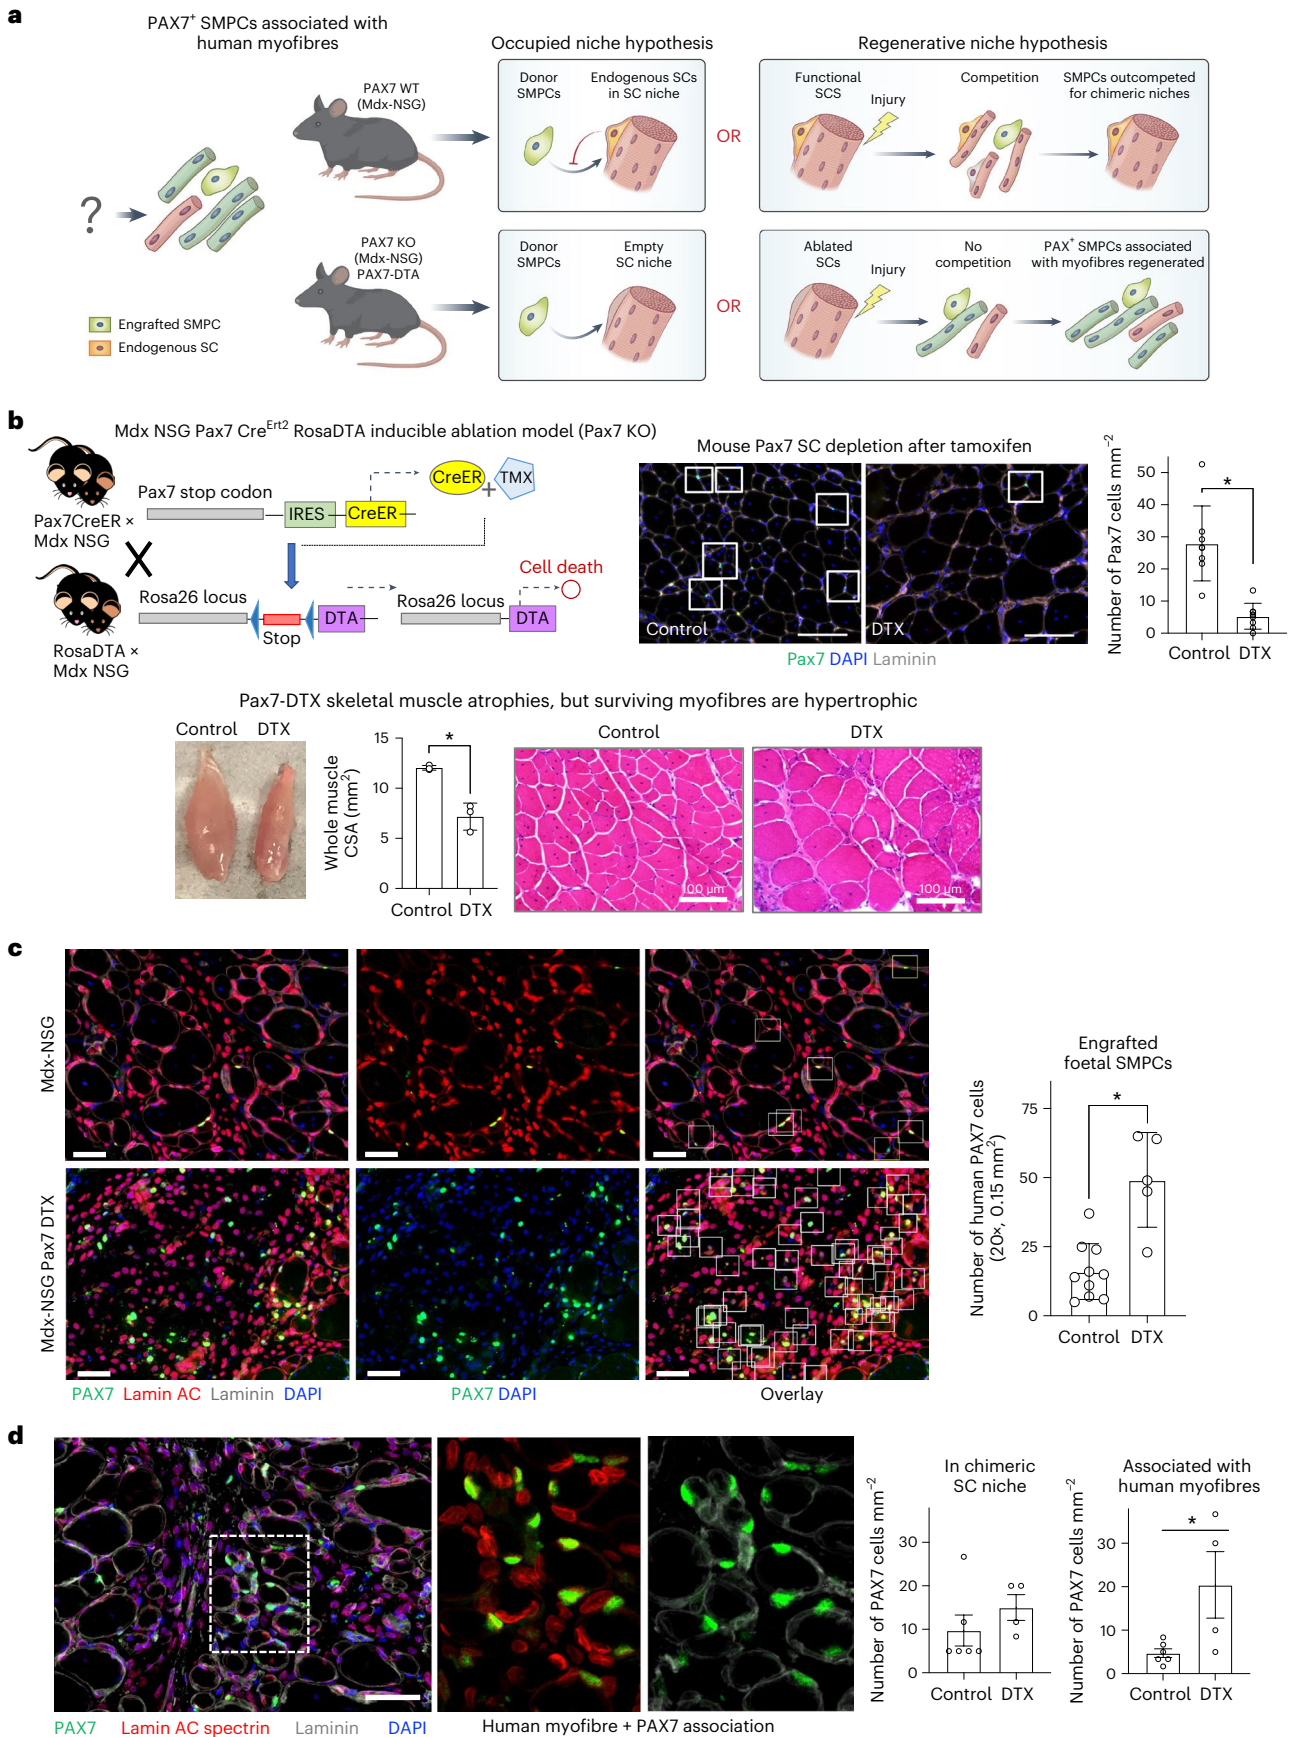 a
PAX7⁺ SMPCs associated with
human myofibres
PAX7 WT
(Mdx-NSG)
PAX7 KO
(Mdx-NSG)
PAX7-DTA
?
Engrafted SMPC
Endogenous SC
Occupied niche hypothesis
Donor
SMPCs
Endogenous SCs
in SC niche
OR
Donor
SMPCs
Empty
SC niche
OR
Regenerative niche hypothesis
Functional
SCS
Injury
Competition
SMPCs outcompeted
for chimeric niches
Ablated
SCs
Injury
No
competition
PAX⁺ SMPCs associated
with myofibres regenerated
b
Mdx NSG Pax7 Cre^Ert2 RosaDTA inducible ablation model (Pax7 KO)
Pax7CreER ×
Mdx NSG
X
RosaDTA ×
Mdx NSG
Pax7 stop codon
IRES
CreER
CreER
+
TMX
Rosa26 locus
Stop
DTA
Rosa26 locus
DTA
Cell death
Mouse Pax7 SC depletion after tamoxifen
Control
DTX
Pax7 DAPI Laminin
Number of Pax7 cells mm⁻²
50
40
30
20
10
0
*
Control DTX
Pax7-DTX skeletal muscle atrophies, but surviving myofibres are hypertrophic
Control DTX
Whole muscle
CSA (mm²)
15
10
5
0
*
Control DTX
Control
100 µm
DTX
100 µm
c
Mdx-NSG
Mdx-NSG Pax7 DTX
PAX7 Lamin AC Laminin DAPI
PAX7 DAPI
Overlay
Engrafted
foetal SMPCs
Number of human PAX7 cells
(20×, 0.15 mm²)
75
50
25
0
*
Control DTX
d
PAX7 Lamin AC spectrin Laminin DAPI
Human myofibre + PAX7 association
In chimeric
SC niche
Number of PAX7 cells mm⁻²
30
20
10
0
Control DTX
Associated with
human myofibres
Number of PAX7 cells mm⁻²
30
20
10
0
*
Control DTX